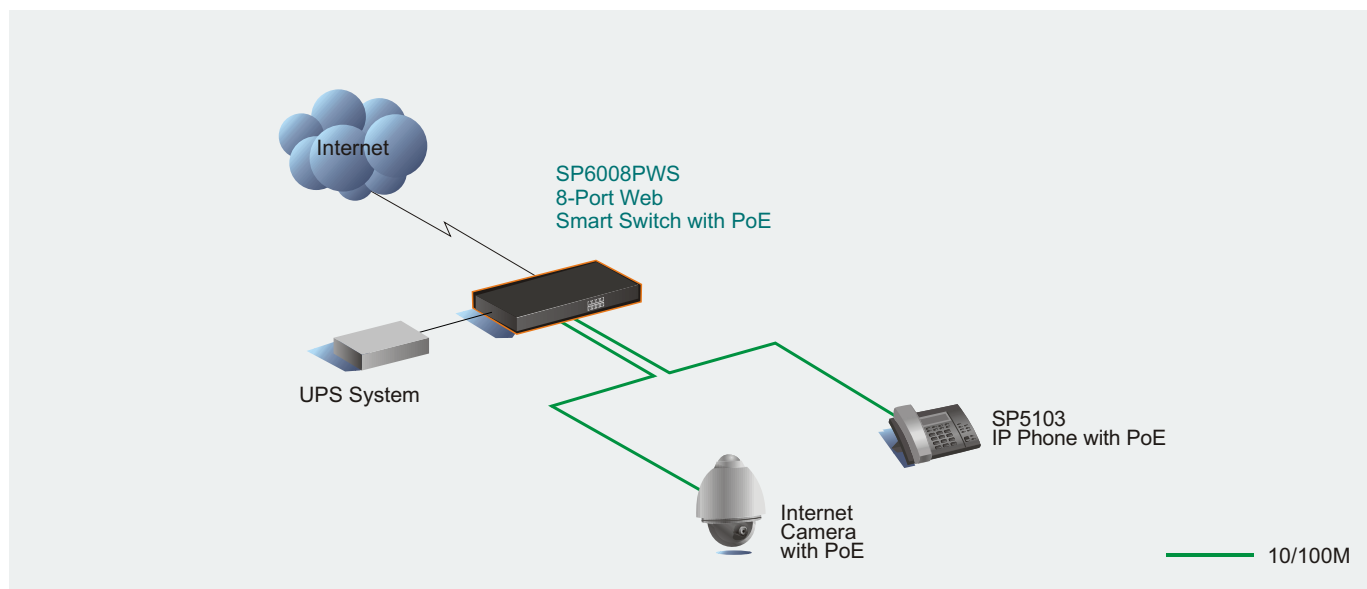 Internet
SP6008PWS
8-Port Web
Smart Switch with PoE
UPS System
SP5103
IP Phone with PoE
Internet
Camera
with PoE
10/100M